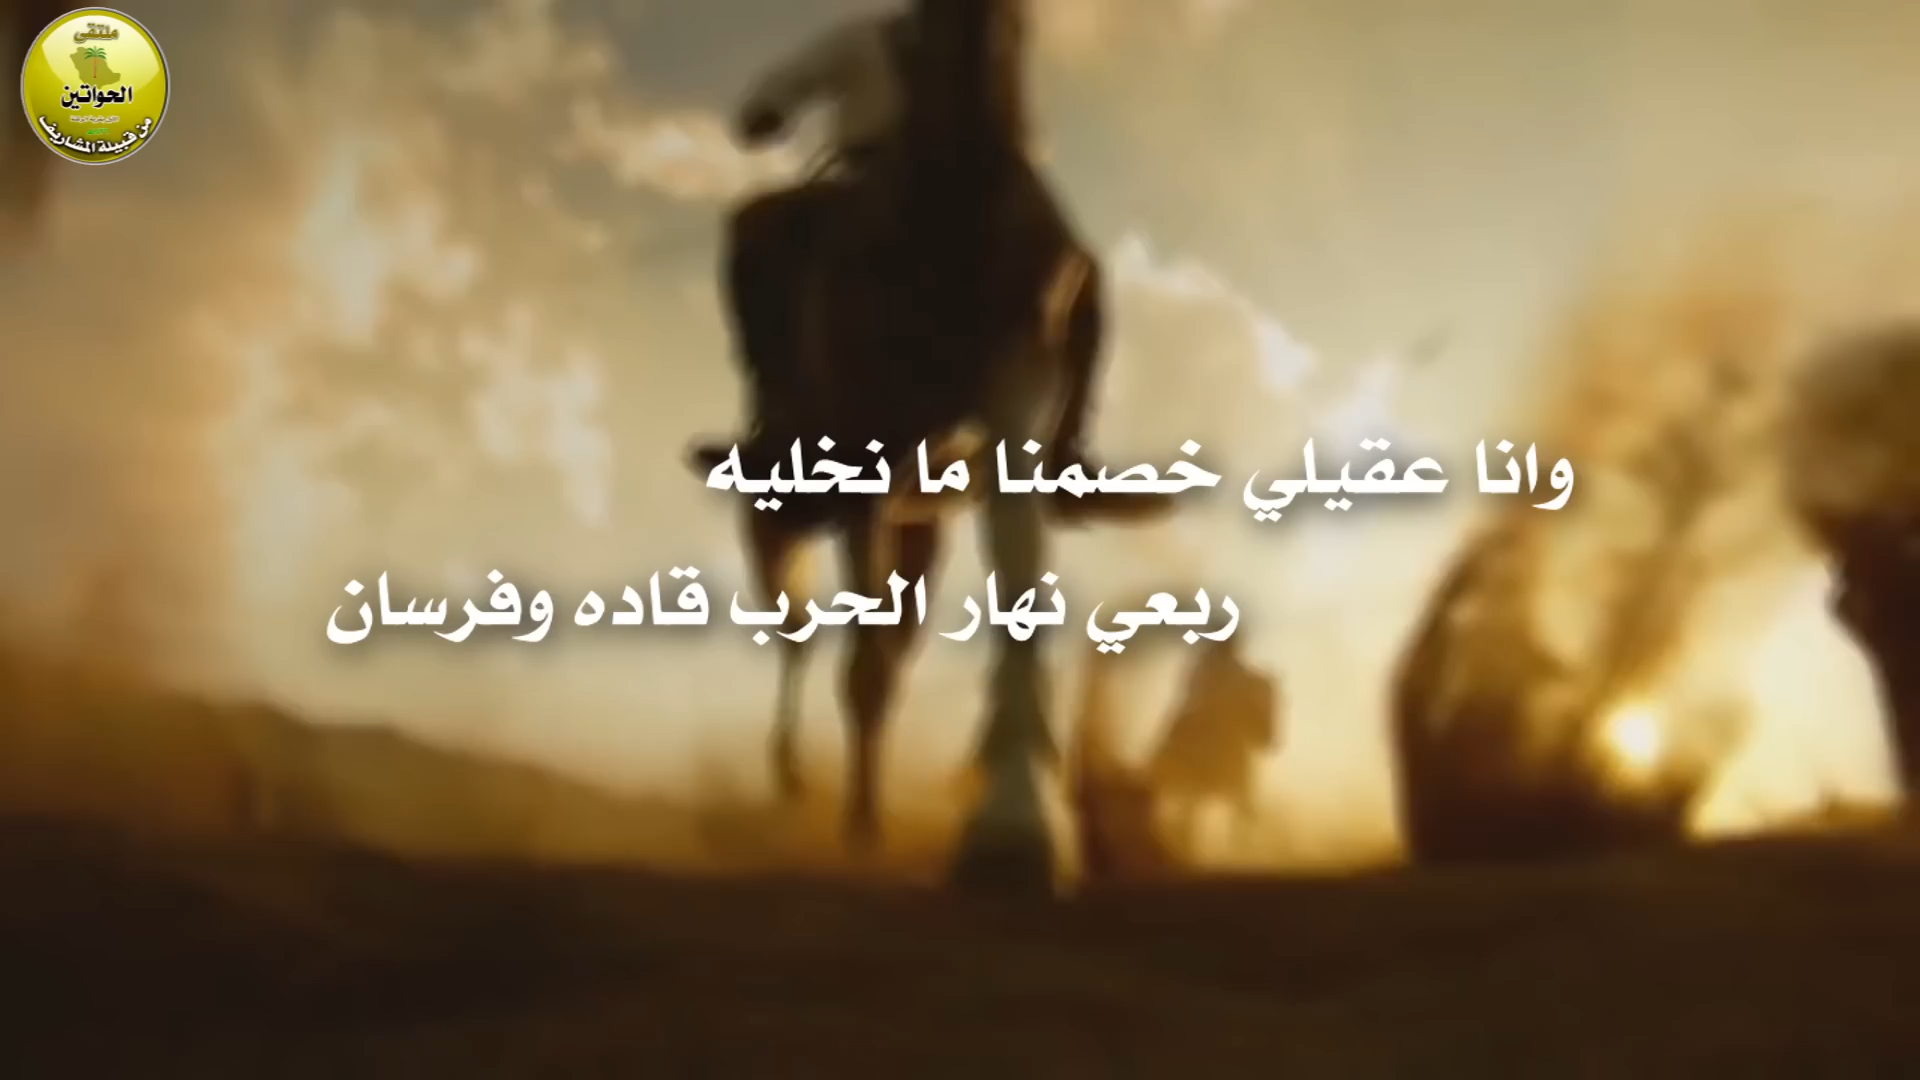 ملتقى
الحواتين
من قبيلة المشاريف
وانا عقيلي خصمنا ما نخليه
ربعي نهار الحرب قاده وفرسان